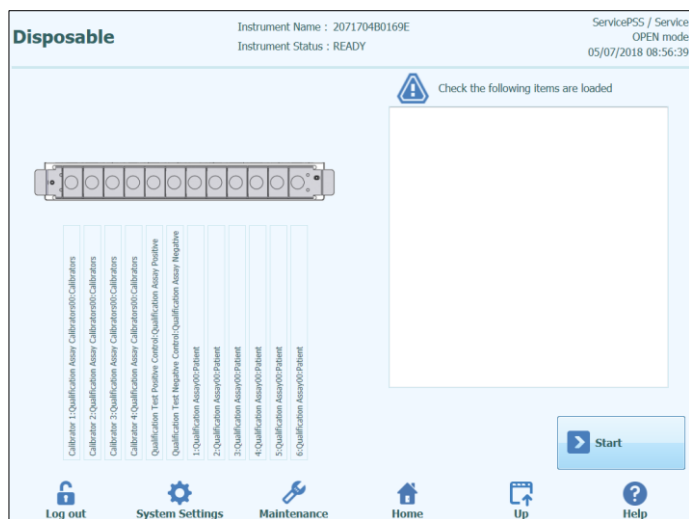 Disposable
Instrument Name : 2071704B0169E
Instrument Status : READY
ServicePSS / Service
OPEN mode
05/07/2018 08:56:39
Check the following items are loaded
Calibrator 1:Qualification Assay Calibrators00:Calibrators
Calibrator 2:Qualification Assay Calibrators00:Calibrators
Calibrator 3:Qualification Assay Calibrators00:Calibrators
Calibrator 4:Qualification Assay Calibrators00:Calibrators
Qualification Test Positive Control:Qualification Assay Positive
Qualification Test Negative Control:Qualification Assay Negative
1:Qualification Assay00:Patient
2:Qualification Assay00:Patient
3:Qualification Assay00:Patient
4:Qualification Assay00:Patient
5:Qualification Assay00:Patient
6:Qualification Assay00:Patient
Start
Log out
System Settings
Maintenance
Home
Up
Help